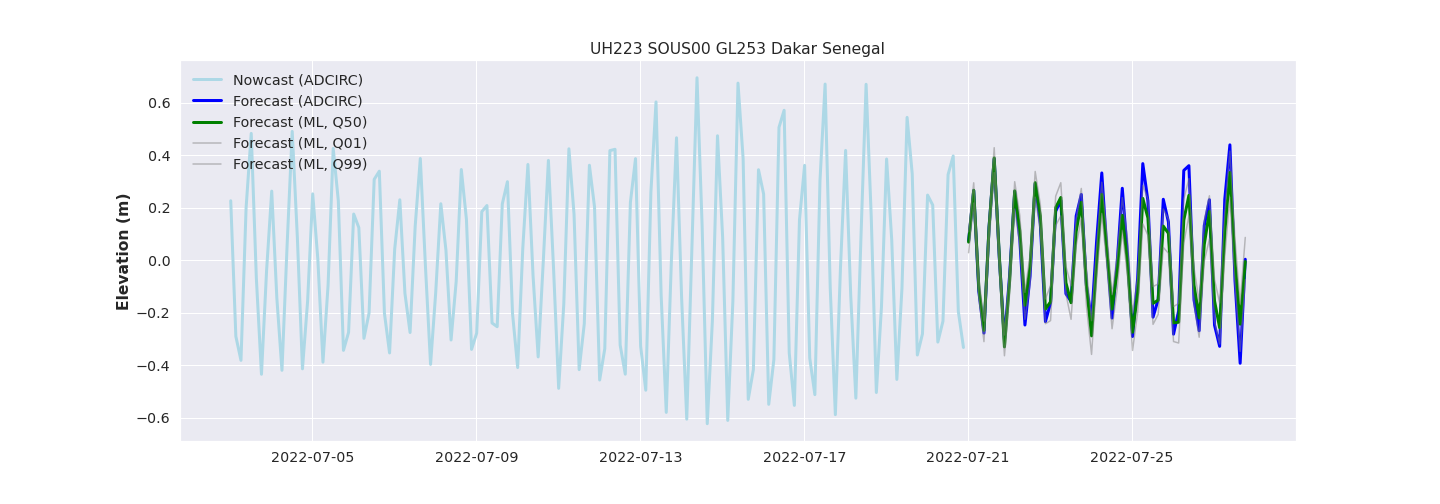 UH223 SOUS00 GL253 Dakar Senegal
Nowcast (ADCIRC)
Forecast (ADCIRC)
Forecast (ML, Q50)
Forecast (ML, Q01)
Forecast (ML, Q99)
Elevation (m)
0.6
0.4
0.2
0.0
−0.2
−0.4
−0.6
2022-07-05 2022-07-09 2022-07-13 2022-07-17 2022-07-21 2022-07-25